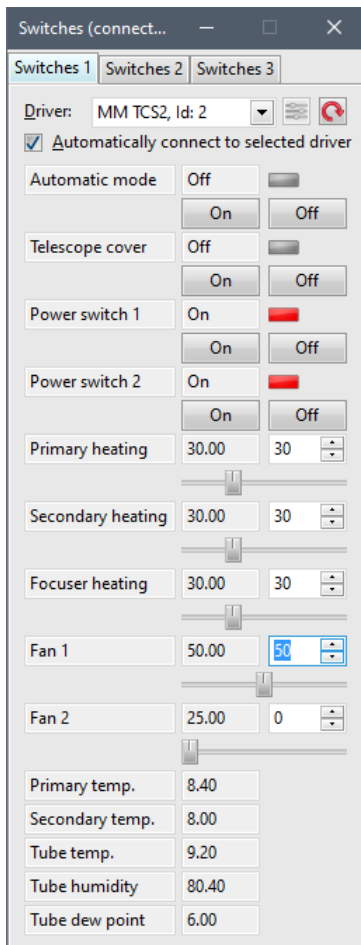 Switches (connect...
Switches 1 Switches 2 Switches 3
Driver: MM TCS2, Id: 2
Automatically connect to selected driver
Automatic mode Off
On Off
Telescope cover Off
On Off
Power switch 1 On
On Off
Power switch 2 On
On Off
Primary heating 30.00 30
Secondary heating 30.00 30
Focuser heating 30.00 30
Fan 1 50.00 50
Fan 2 25.00 0
Primary temp. 8.40
Secondary temp. 8.00
Tube temp. 9.20
Tube humidity 80.40
Tube dew point 6.00